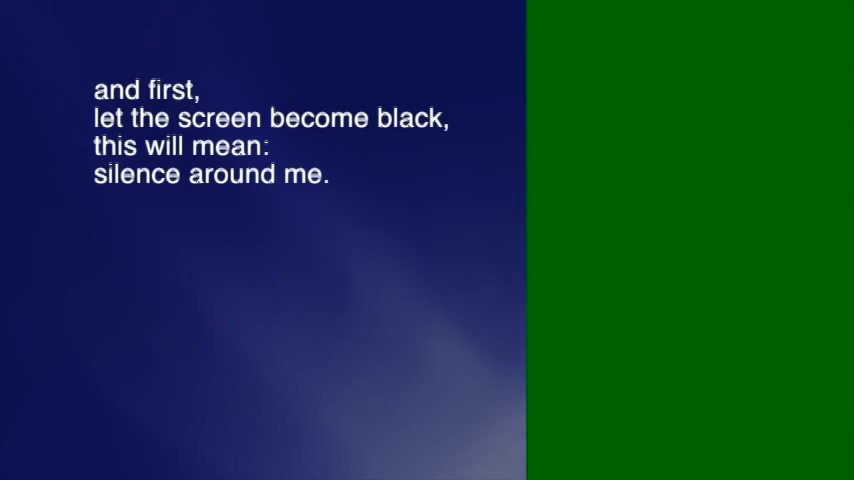 and first,
let the screen become black,
this will mean:
silence around me.